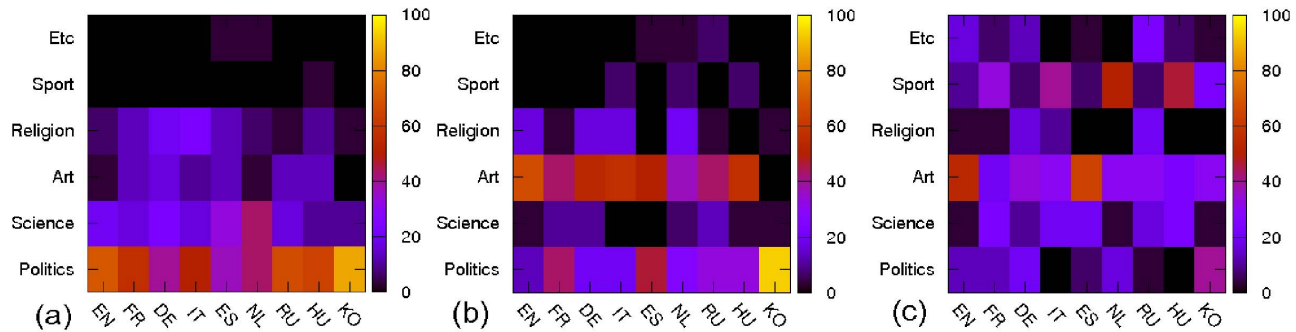 Etc
Sport
Religion
Art
Science
Politics
EN FR DE IT ES NL RU HU KO
100
80
60
40
20
0
(a)
EN FR DE IT ES NL RU HU KO
Etc
Sport
Religion
Art
Science
Politics
100
80
60
40
20
0
(b)
Etc
Sport
Religion
Art
Science
Politics
EN FR DE IT ES NL RU HU KO
100
80
60
40
20
0
(c)